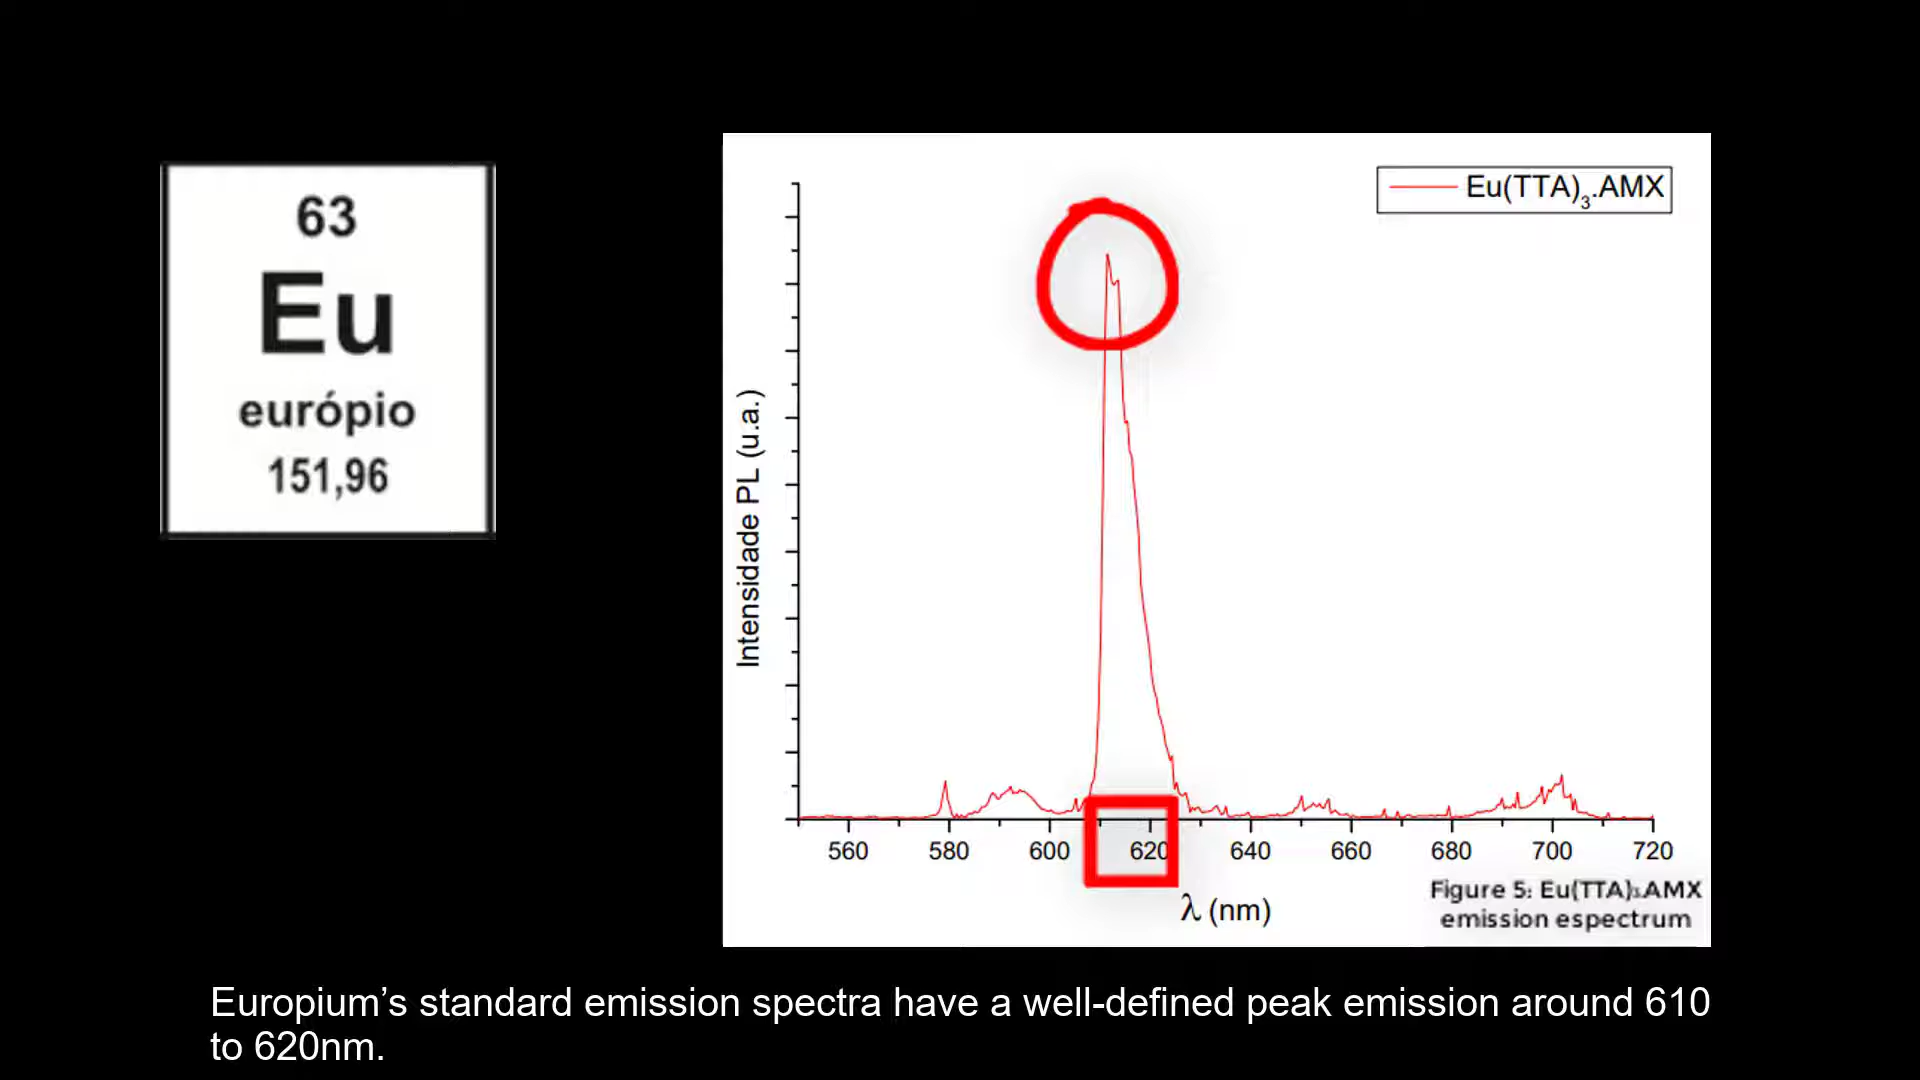 63
Eu
európio
151,96
Eu(TTA)₃.AMX
Intensidade PL (u.a.)
560 580 600 620 640 660 680 700 720
λ (nm)
Figure 5: Eu(TTA)₃.AMX
emission espectrum
Europium’s standard emission spectra have a well-defined peak emission around 610
to 620nm.